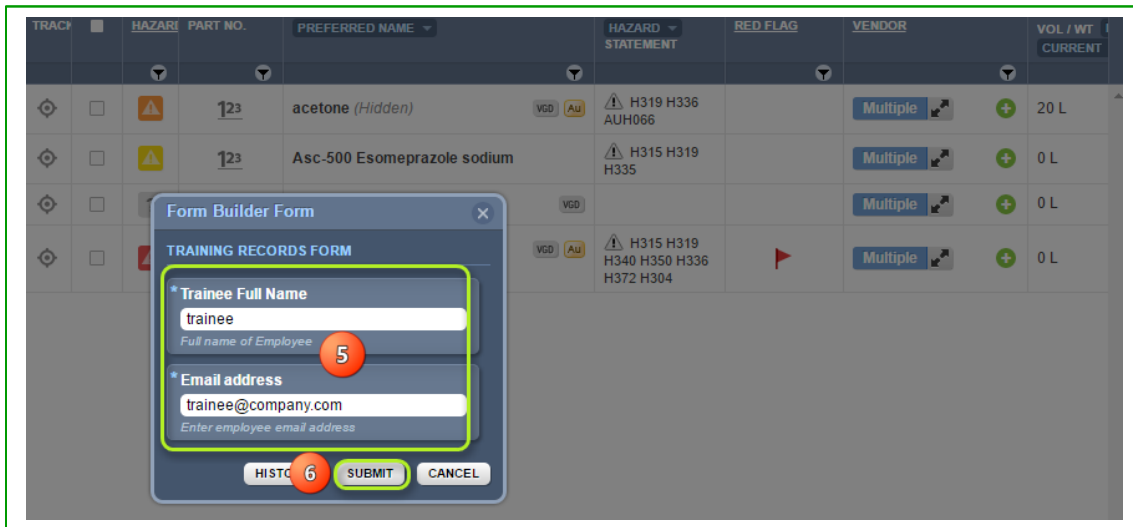 TRACK HAZARD PART NO. PREFERRED NAME HAZARD STATEMENT RED FLAG VENDOR VOL / WT CURRENT
123 acetone (Hidden) VGD Au H319 H336 AUH066 Multiple 20 L
123 Asc-500 Esomeprazole sodium H315 H319 H335 Multiple 0 L
VGD Multiple 0 L
VGD Au H315 H319 H340 H350 H336 H372 H304 Multiple 0 L
Form Builder Form
TRAINING RECORDS FORM
* Trainee Full Name
trainee
Full name of Employee
5
* Email address
trainee@company.com
Enter employee email address
6 SUBMIT CANCEL